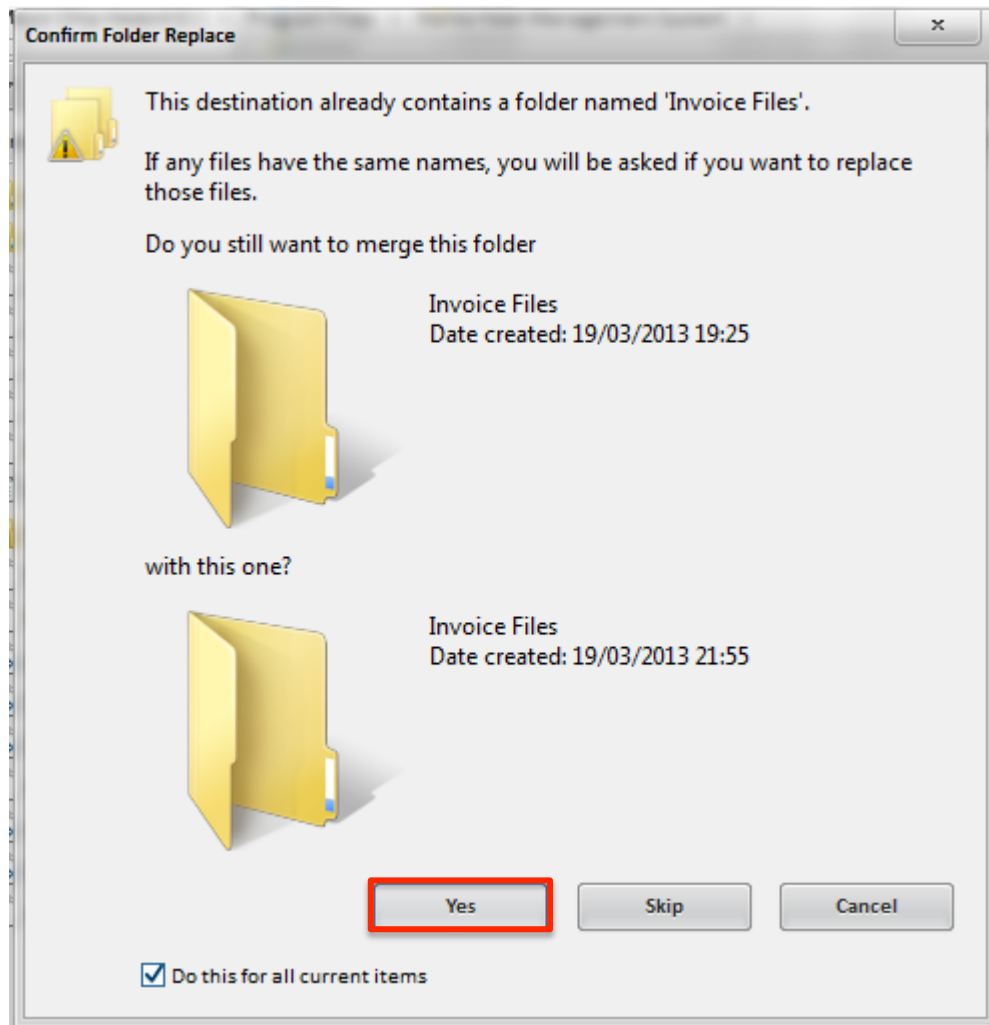 Confirm Folder Replace
This destination already contains a folder named 'Invoice Files'.
If any files have the same names, you will be asked if you want to replace
those files.
Do you still want to merge this folder
Invoice Files
Date created: 19/03/2013 19:25
with this one?
Invoice Files
Date created: 19/03/2013 21:55
Yes
Skip
Cancel
Do this for all current items